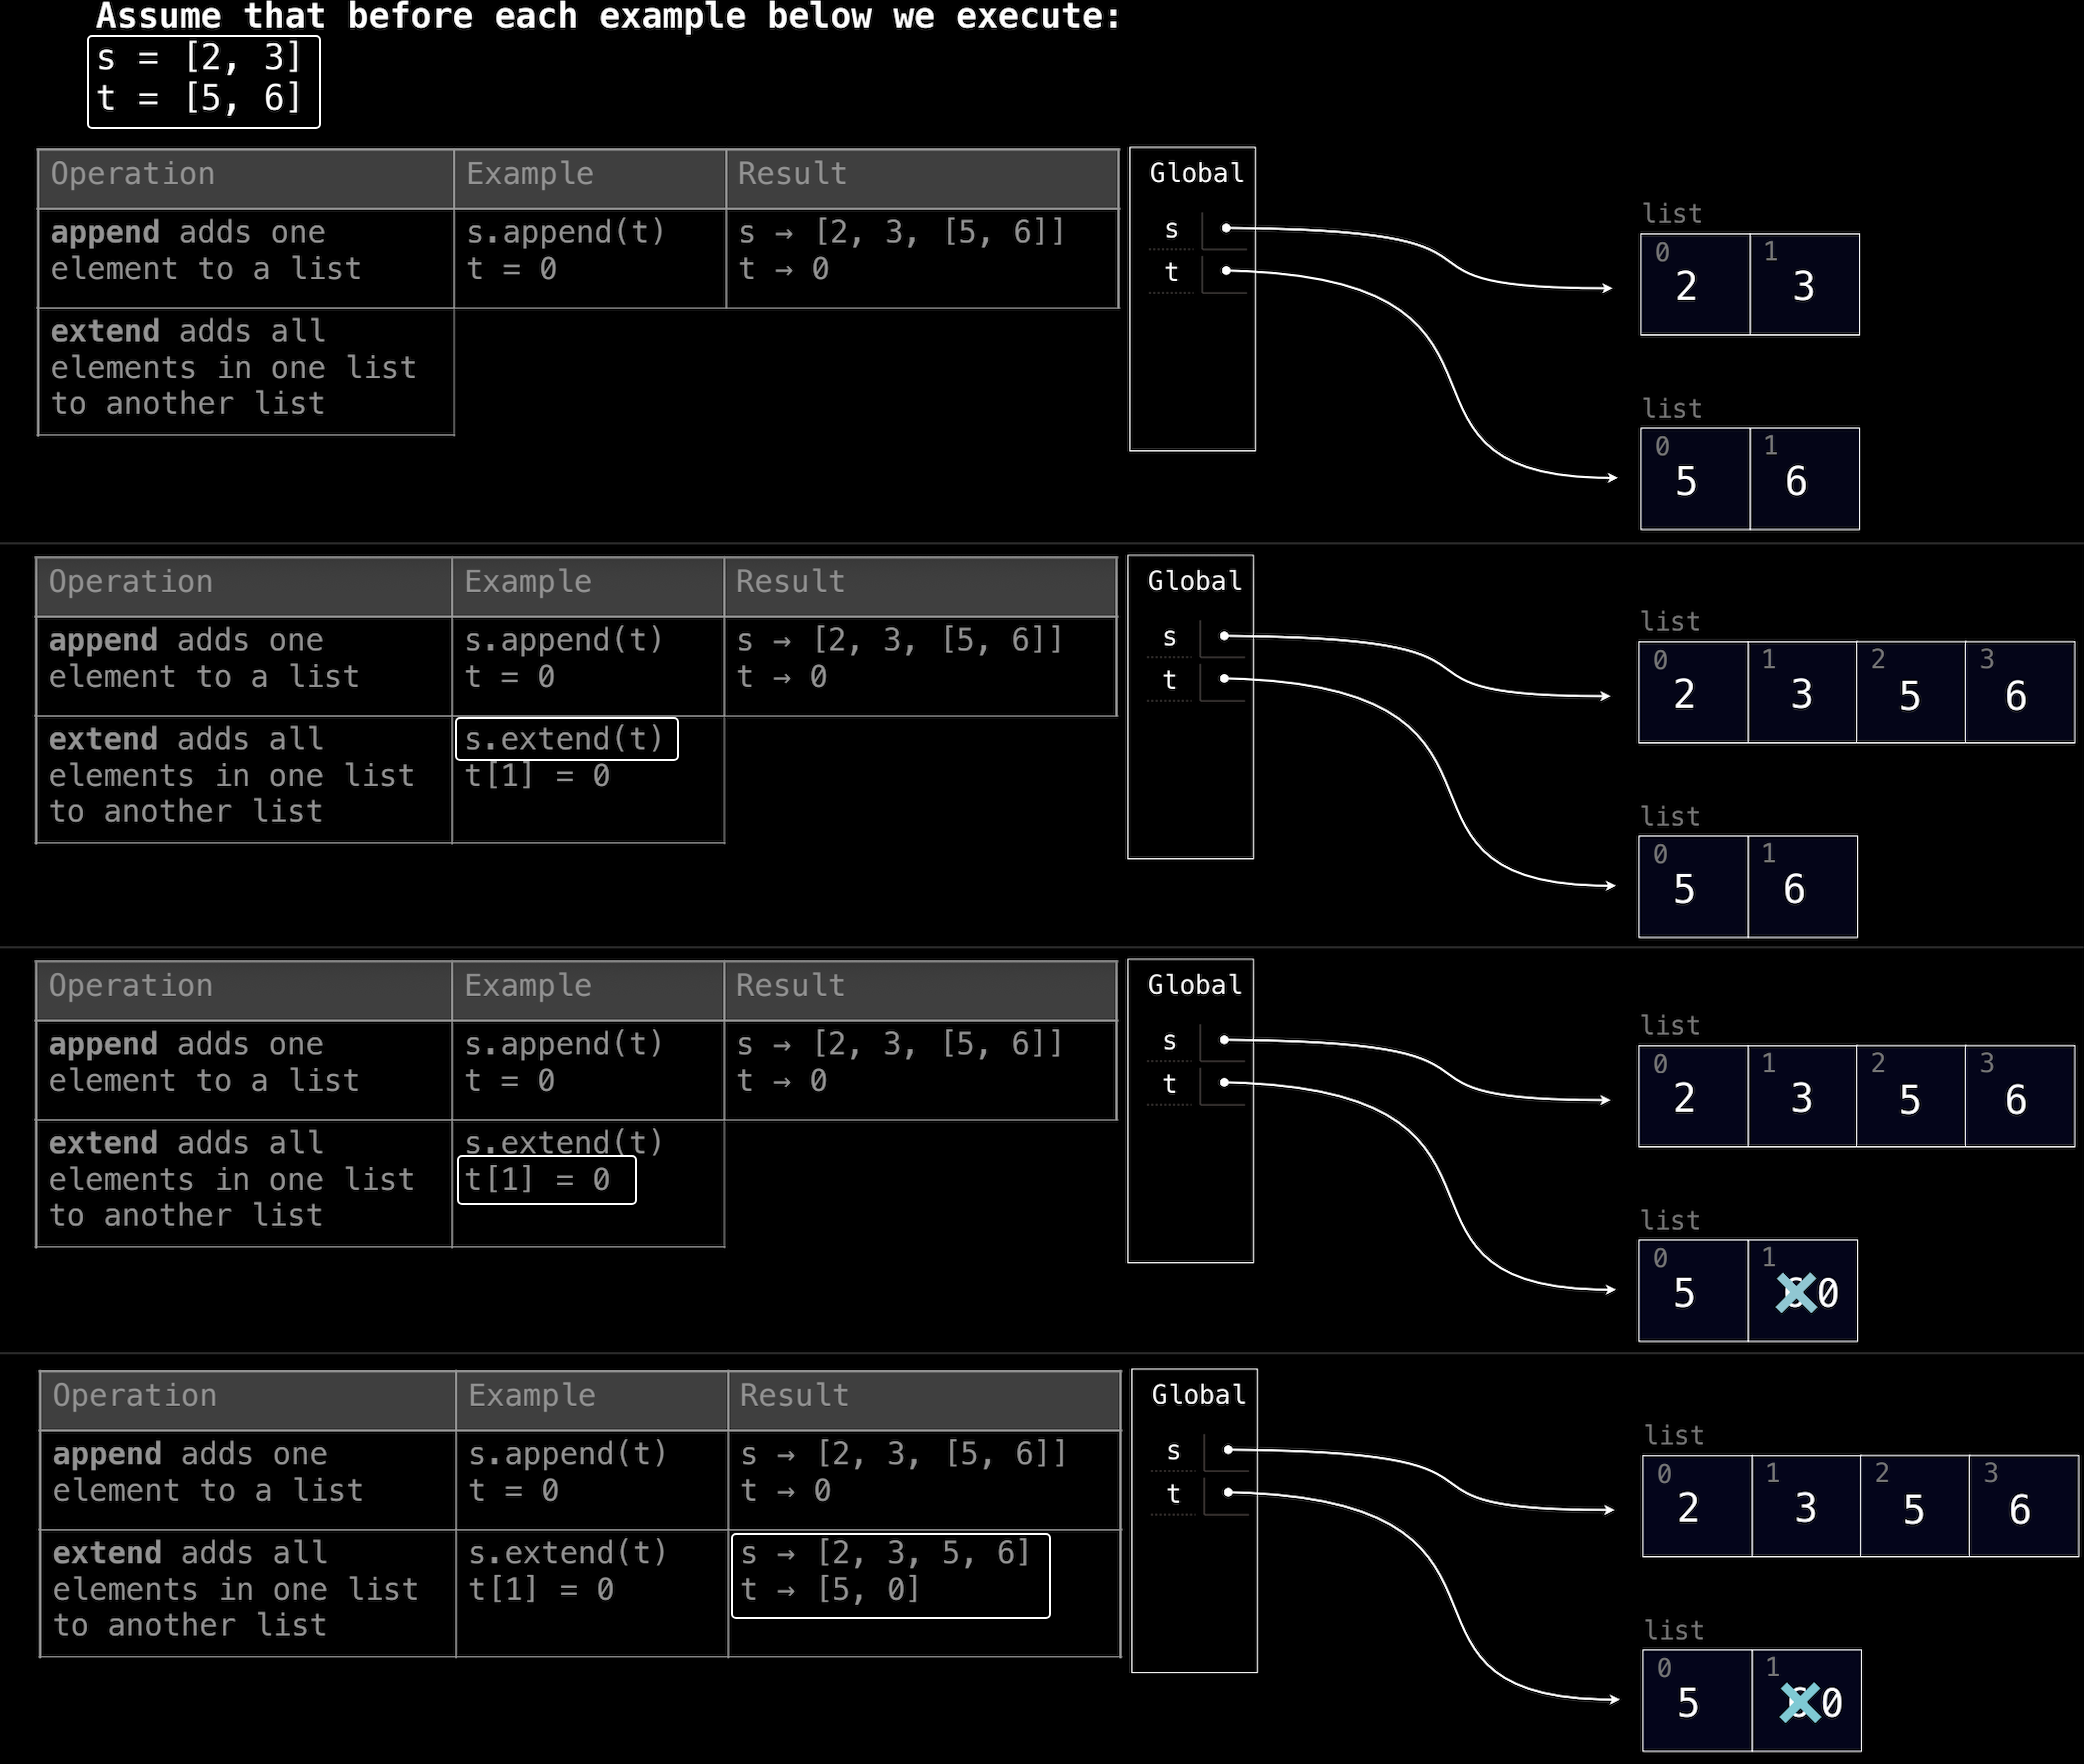 Assume that before each example below we execute:
s = [2, 3]
t = [5, 6]
Operation Example Result
append adds one element to a list
s.append(t)
t = 0
s → [2, 3, [5, 6]]
t → 0
extend adds all
elements in one list
to another list
Global
s
t
list
0 1
2 3
list
0 1
5 6
Operation Example Result
append adds one
element to a list
s.append(t)
t = 0
s → [2, 3, [5, 6]]
t → 0
extend adds all
elements in one list
to another list
s.extend(t)
t[1] = 0
Global
s
t
list
0 1 2 3
2 3 5 6
list
0 1
5 6
Operation Example Result
append adds one
element to a list
s.append(t)
t = 0
s → [2, 3, [5, 6]]
t → 0
extend adds all
elements in one list
to another list
s.extend(t)
t[1] = 0
Global
s
t
list
0 1 2 3
2 3 5 6
list
0 1
5 6 0
Operation Example Result
append adds one
element to a list
s.append(t)
t = 0
s → [2, 3, [5, 6]]
t → 0
extend adds all
elements in one list
to another list
s.extend(t)
t[1] = 0
s → [2, 3, 5, 6]
t → [5, 0]
Global
s
t
list
0 1 2 3
2 3 5 6
list
0 1
5 6 0